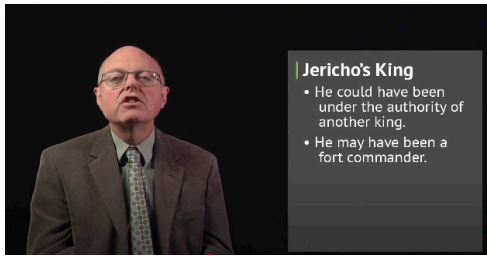 Jericho's King
• He could have been
under the authority of
another king.
• He may have been a
fort commander.